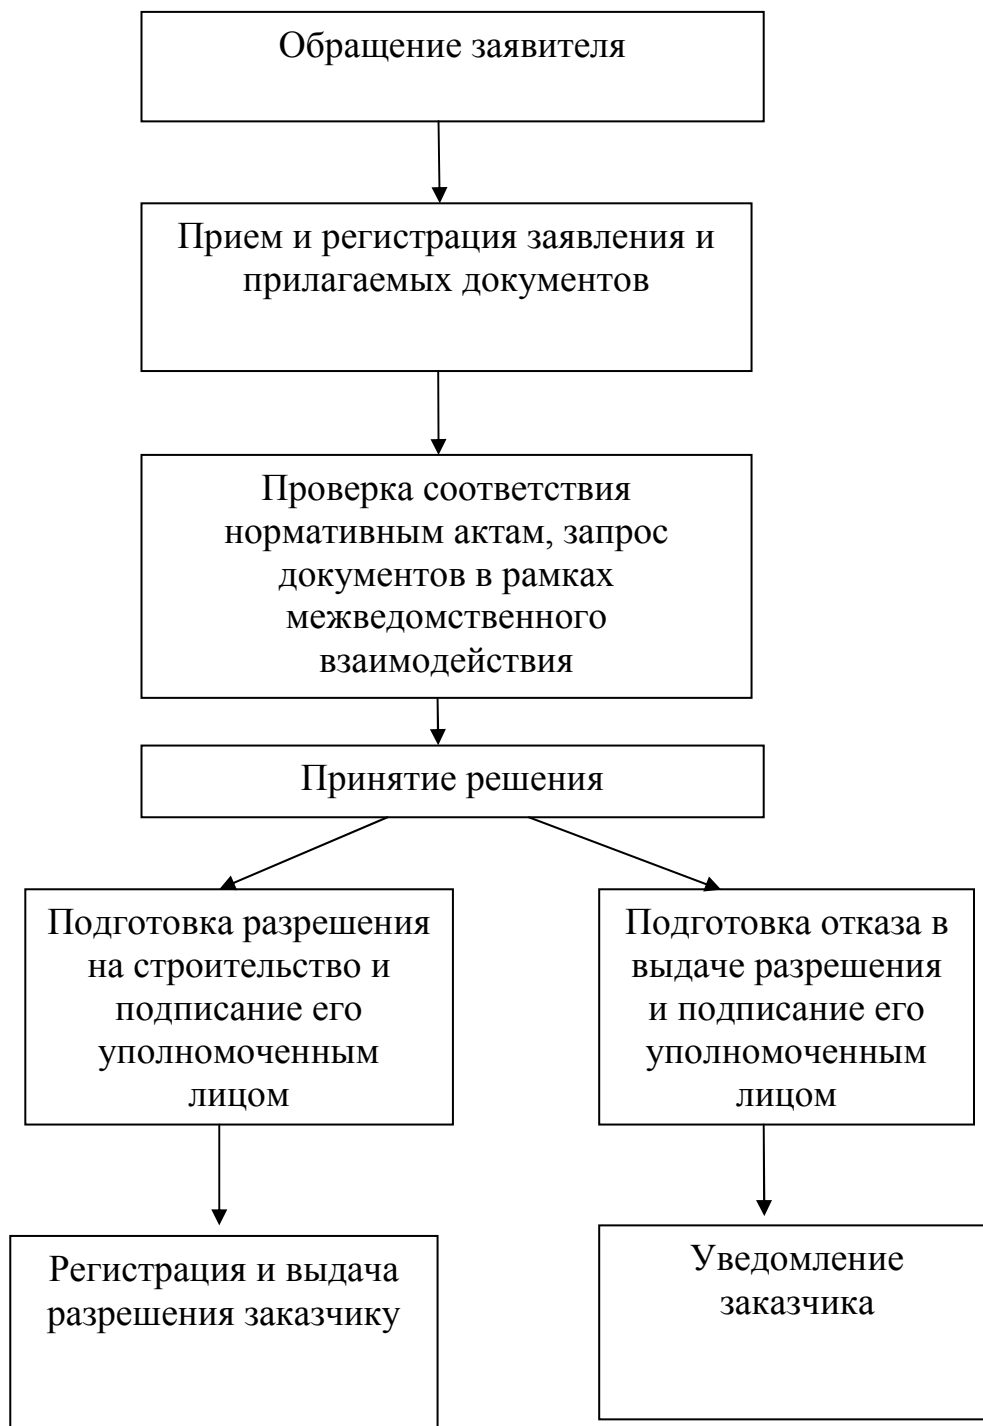 Обращение заявителя
Прием и регистрация заявления и
прилагаемых документов
Проверка соответствия
нормативным актам, запрос
документов в рамках
межведомственного
взаимодействия
Принятие решения
Подготовка разрешения
на строительство и
подписание его
уполномоченным
лицом
Подготовка отказа в
выдаче разрешения
и подписание его
уполномоченным
лицом
Регистрация и выдача
разрешения заказчику
Уведомление
заказчика